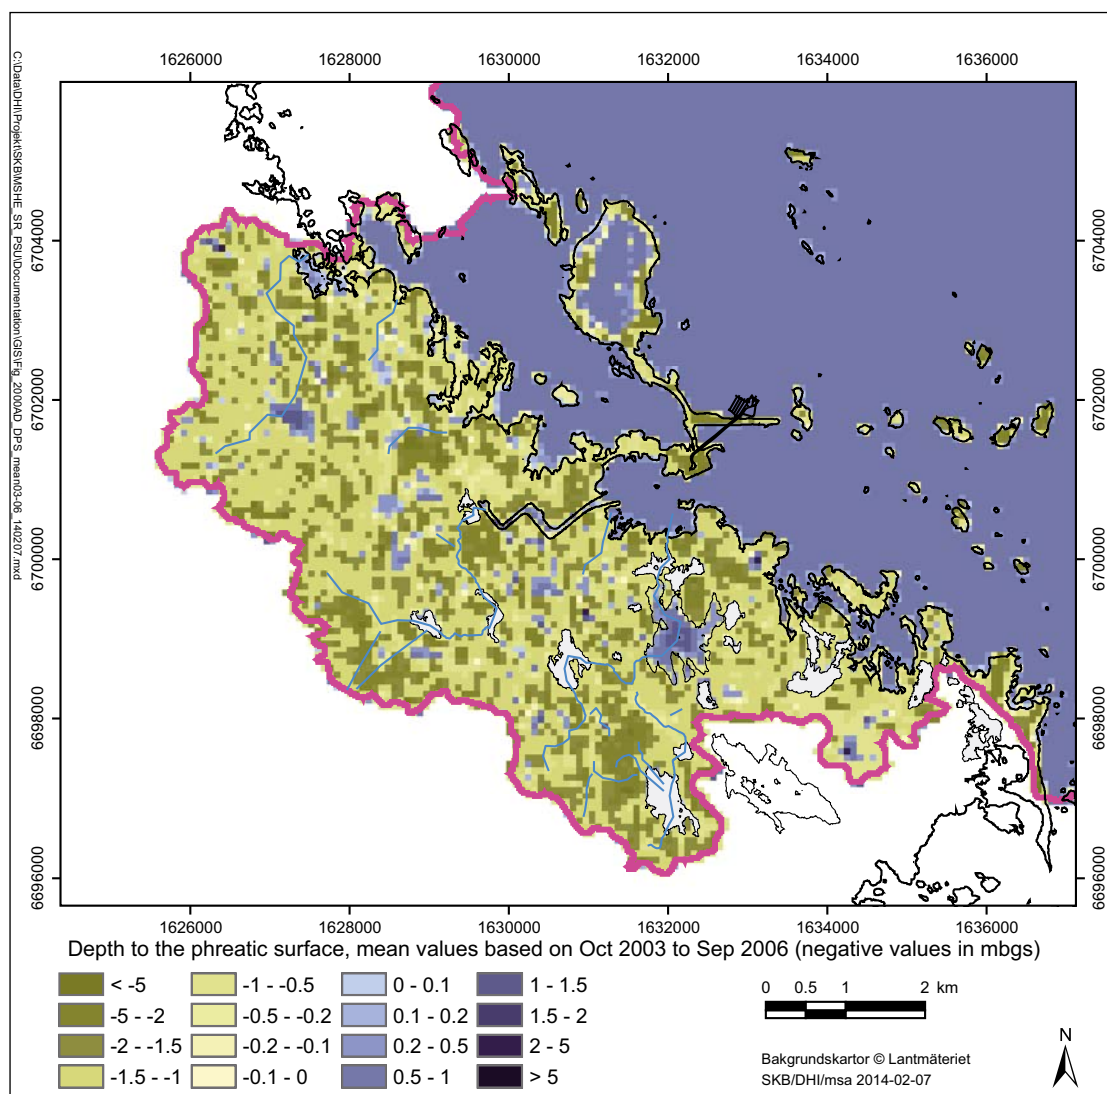 1626000 1628000 1630000 1632000 1634000 1636000
C:\Data\DHI\Projekt\SKB\MSHE_SR_PSU\Documentation\GIS\Fig_2000AD_DPS_mean03-06_140207.mxd
6704000 6704000
6702000 6702000
6700000 6700000
6698000 6698000
6696000 6696000
1626000 1628000 1630000 1632000 1634000 1636000
Depth to the phreatic surface, mean values based on Oct 2003 to Sep 2006 (negative values in mbgs)
< -5 -1 - -0.5 0 - 0.1 1 - 1.5
-5 - -2 -0.5 - -0.2 0.1 - 0.2 1.5 - 2
-2 - -1.5 -0.2 - -0.1 0.2 - 0.5 2 - 5
-1.5 - -1 -0.1 - 0 0.5 - 1 > 5
0 0.5 1 2 km
Bakgrundskartor © Lantmäteriet
SKB/DHI/msa 2014-02-07
N